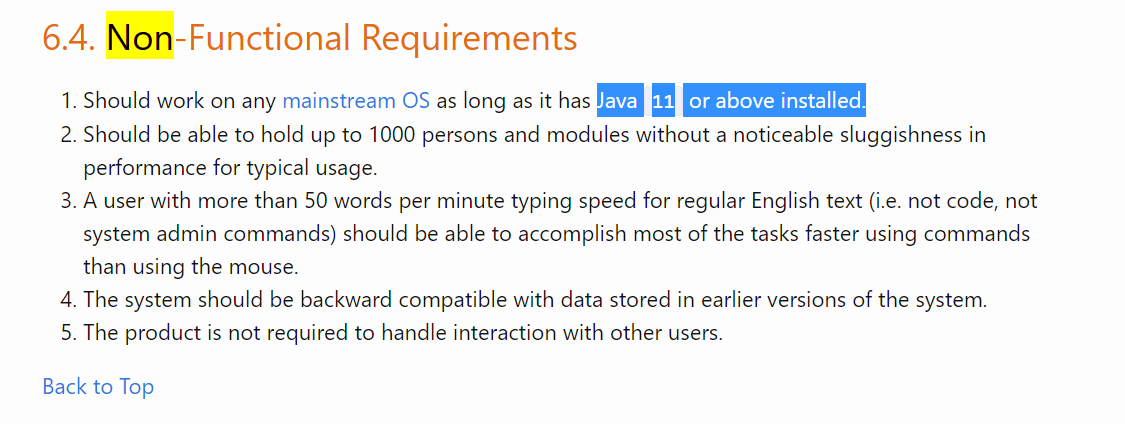 6.4. Non-Functional Requirements
1. Should work on any mainstream OS as long as it has Java 11 or above installed.
2. Should be able to hold up to 1000 persons and modules without a noticeable sluggishness in
performance for typical usage.
3. A user with more than 50 words per minute typing speed for regular English text (i.e. not code, not
system admin commands) should be able to accomplish most of the tasks faster using commands
than using the mouse.
4. The system should be backward compatible with data stored in earlier versions of the system.
5. The product is not required to handle interaction with other users.
Back to Top